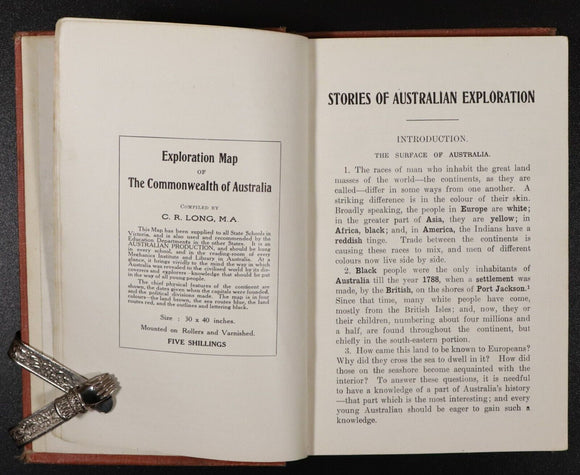 Exploration Map
OF
The Commonwealth of Australia
COMPILED BY
C. R. LONG, M.A
This Map has been supplied to all State Schools in
Victoria, and is also used and recommended by the
Education Departments in the other States. It is an
AUSTRALIAN PRODUCTION, and should be hung
in every school, and in the reading-room of every
Mechanics Institute and Library in Australia. At a
glance, it brings vividly to the mind the way in which
Australia was revealed to the civilised world by its dis-
coverers and explorers—knowledge that should be put
in the way of all young people.
The chief physical features of the continent are
shown, the dates given when the capitals were founded,
and the political divisions made. The map is in four
colours—the land brown, the sea routes blue, the land
routes red, and the outlines and lettering black.
Size : 30 x 40 inches.
Mounted on Rollers and Varnished.
FIVE SHILLINGS
STORIES OF AUSTRALIAN EXPLORATION
INTRODUCTION.
THE SURFACE OF AUSTRALIA.
1. The races of man who inhabit the great land
masses of the world—the continents, as they are
called—differ in some ways from one another. A
striking difference is in the colour of their skin.
Broadly speaking, the people in Europe are white;
in the greater part of Asia, they are yellow; in
Africa, black; and, in America, the Indians have a
reddish tinge. Trade between the continents is
causing these races to mix, and men of different
colours now live side by side.
2. Black people were the only inhabitants of
Australia till the year 1788, when a settlement was
made, by the British, on the shores of Port Jackson.¹
Since that time, many white people have come,
mostly from the British Isles; and, now, they or
their children, numbering about four millions and
a half, are found throughout the continent, but
chiefly in the south-eastern portion.
3. How came this land to be known to Europeans?
Why did they cross the sea to dwell in it? How did
those on the seashore become acquainted with the
interior? To answer these questions, it is needful
to have a knowledge of a part of Australia's history
—that part which is the most interesting; and every
young Australian should be eager to gain such a
knowledge.